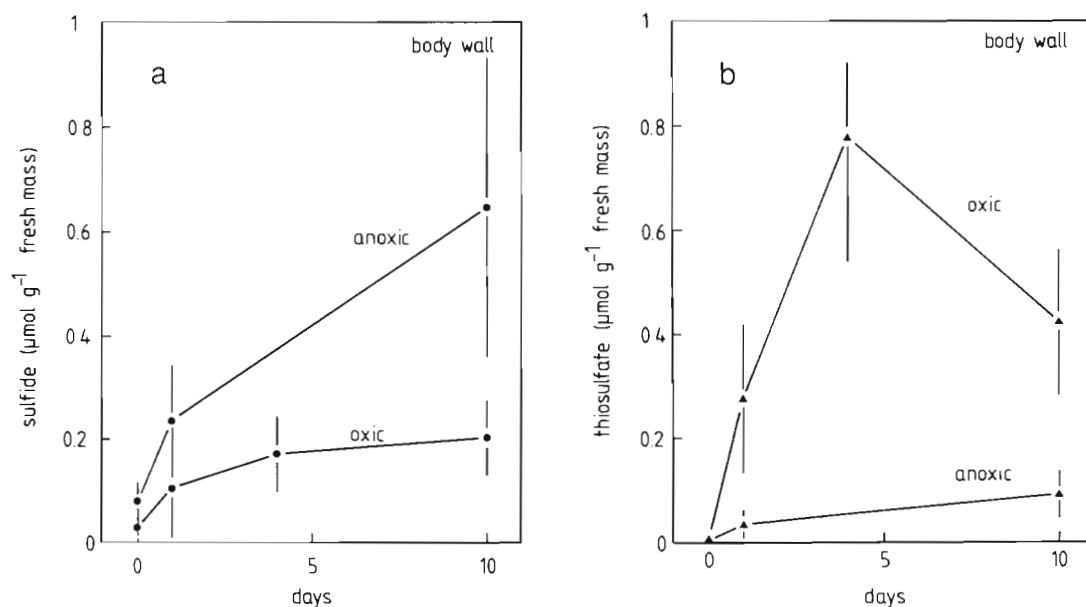 1
body wall
a
0.8
0.6
anoxic
0.4
0.2
oxic
0
0
5
10
days
sulfide (μmol g⁻¹ fresh mass)
1
body wall
b
0.8
oxic
0.6
0.4
0.2
anoxic
0
0
5
10
days
thiosulfate (μmol g⁻¹ fresh mass)